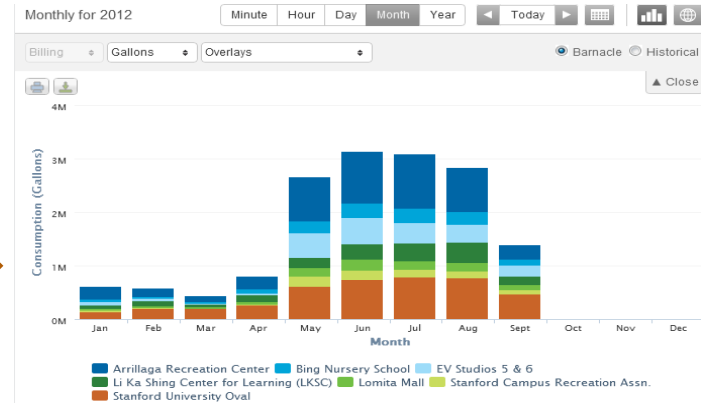 Monthly for 2012 Minute Hour Day Month Year Today
Billing Gallons Overlays Barnacle Historical
Close
4M
3M
2M
1M
0M
Consumption (Gallons)
Jan Feb Mar Apr May Jun Jul Aug Sept Oct Nov Dec
Month
Arrillaga Recreation Center Bing Nursery School EV Studios 5 & 6
Li Ka Shing Center for Learning (LKSC) Lomita Mall Stanford Campus Recreation Assn.
Stanford University Oval